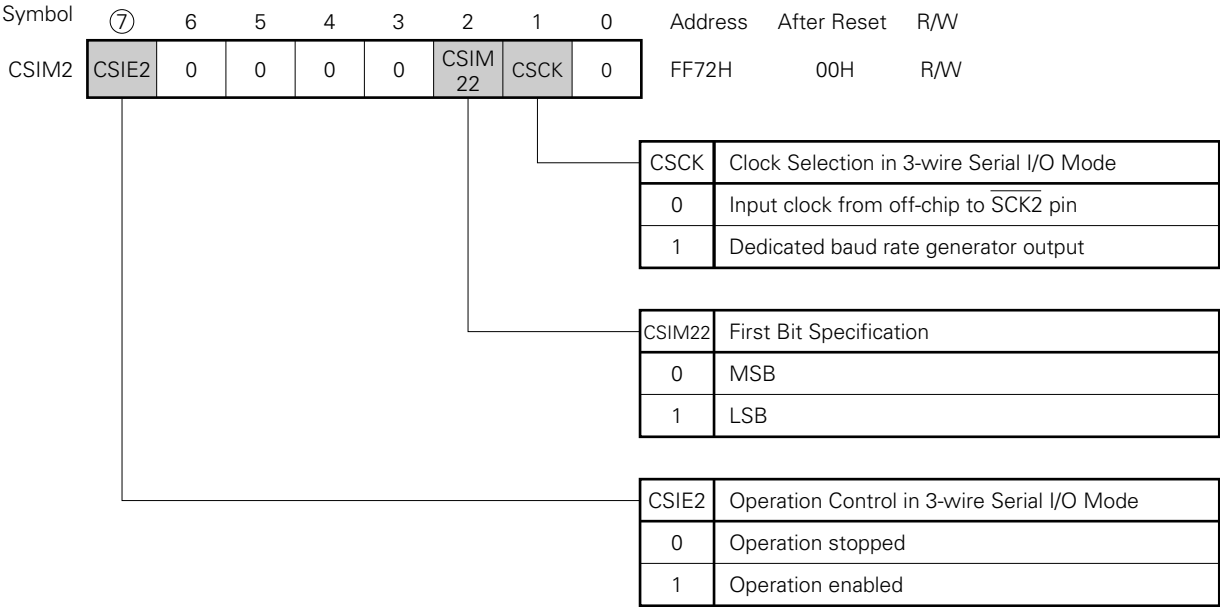 Symbol ⑦ 6 5 4 3 2 1 0 Address After Reset R/W
CSIM2 CSIE2 0 0 0 0 CSIM 22 CSCK 0 FF72H 00H R/W
CSCK Clock Selection in 3-wire Serial I/O Mode
0 Input clock from off-chip to S̅C̅K̅2̅ pin
1 Dedicated baud rate generator output
CSIM22 First Bit Specification
0 MSB
1 LSB
CSIE2 Operation Control in 3-wire Serial I/O Mode
0 Operation stopped
1 Operation enabled